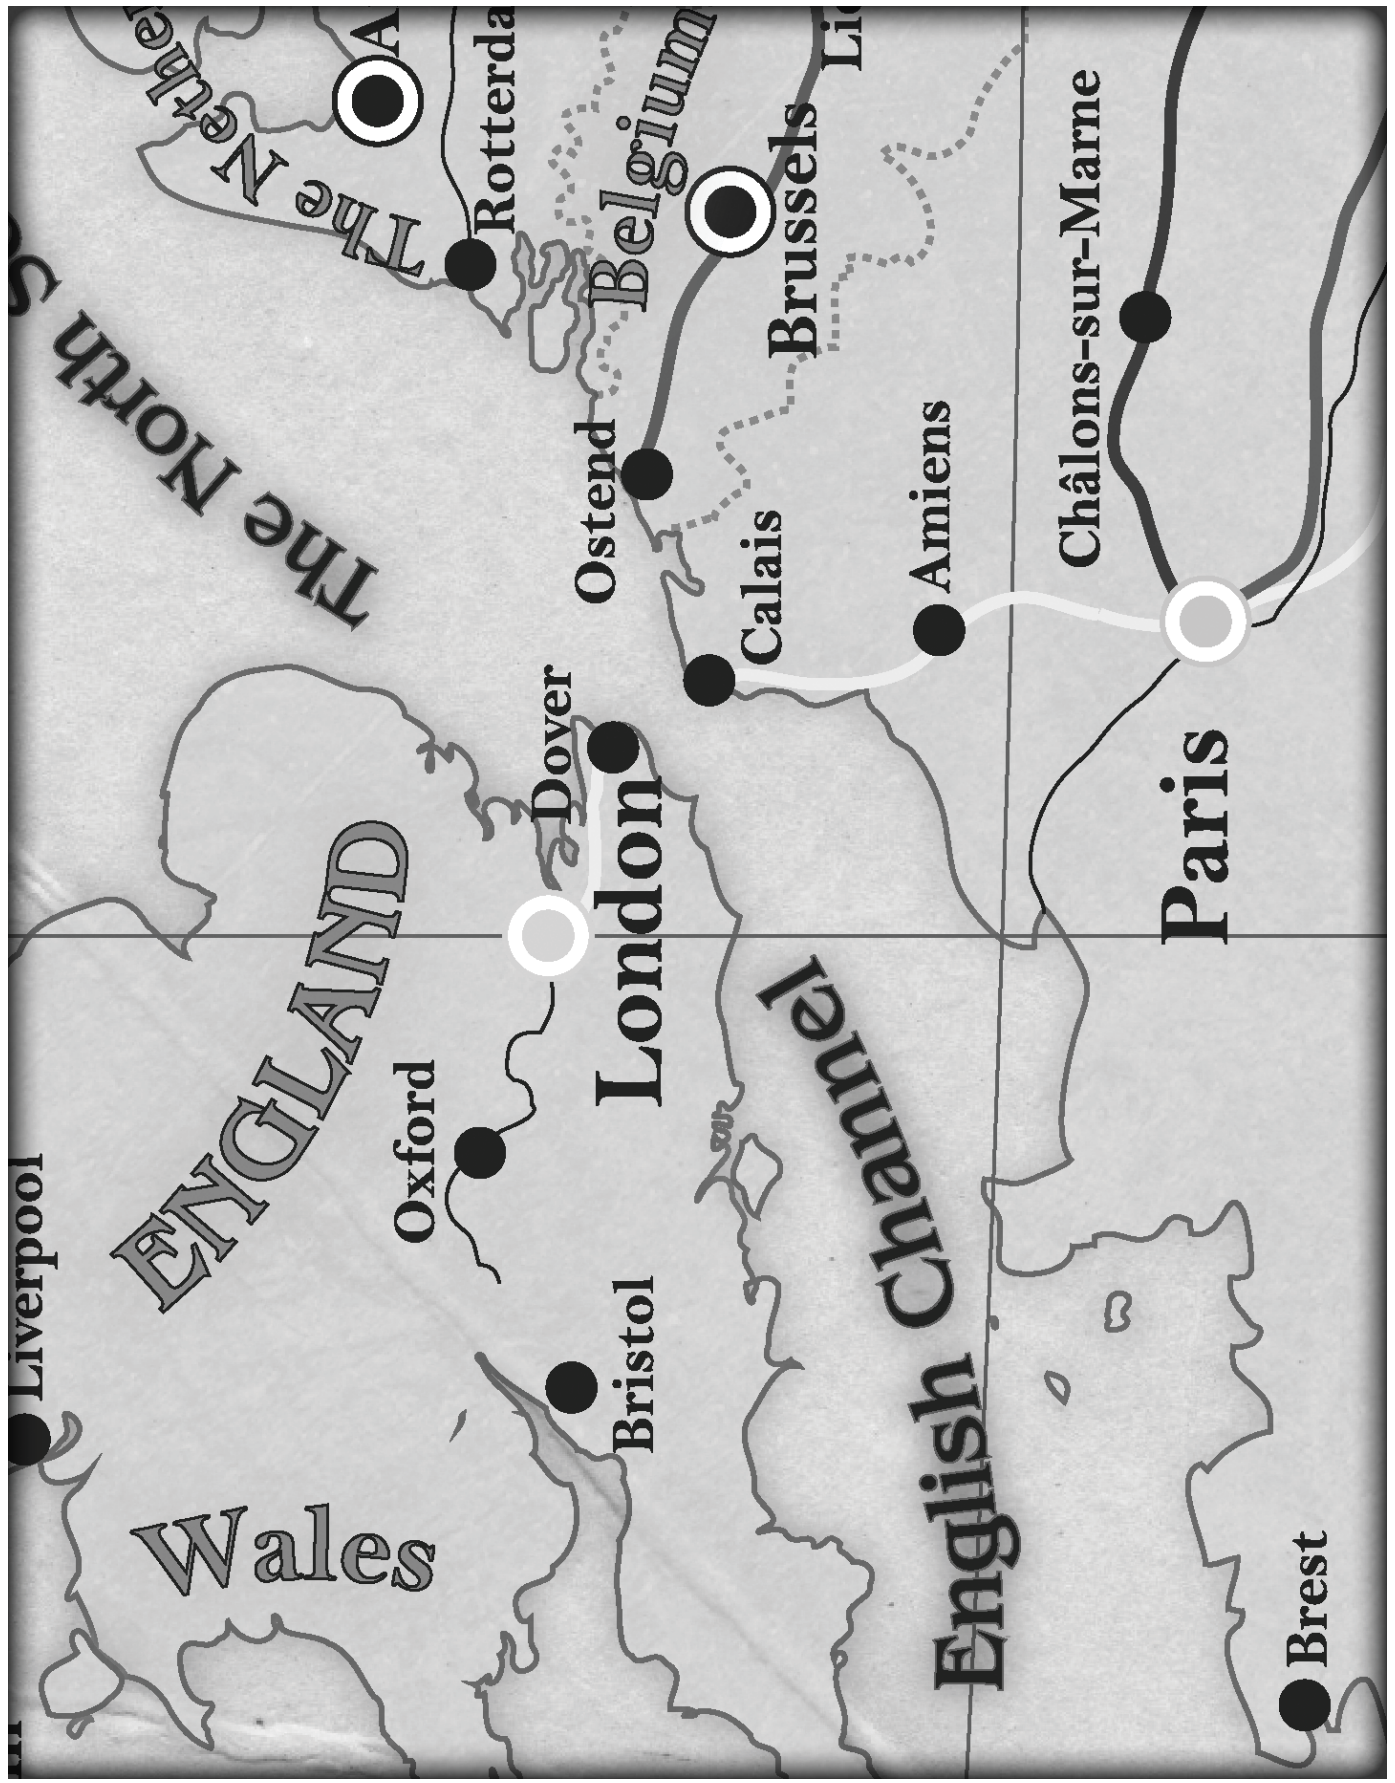 Liverpool
Wales
ENGLAND
Oxford
Bristol
London
Dover
The North
English Channel
The
Rotterda
Belgium
Ostend
Brussels
Calais
Amiens
Châlons-sur-Marne
Paris
Brest